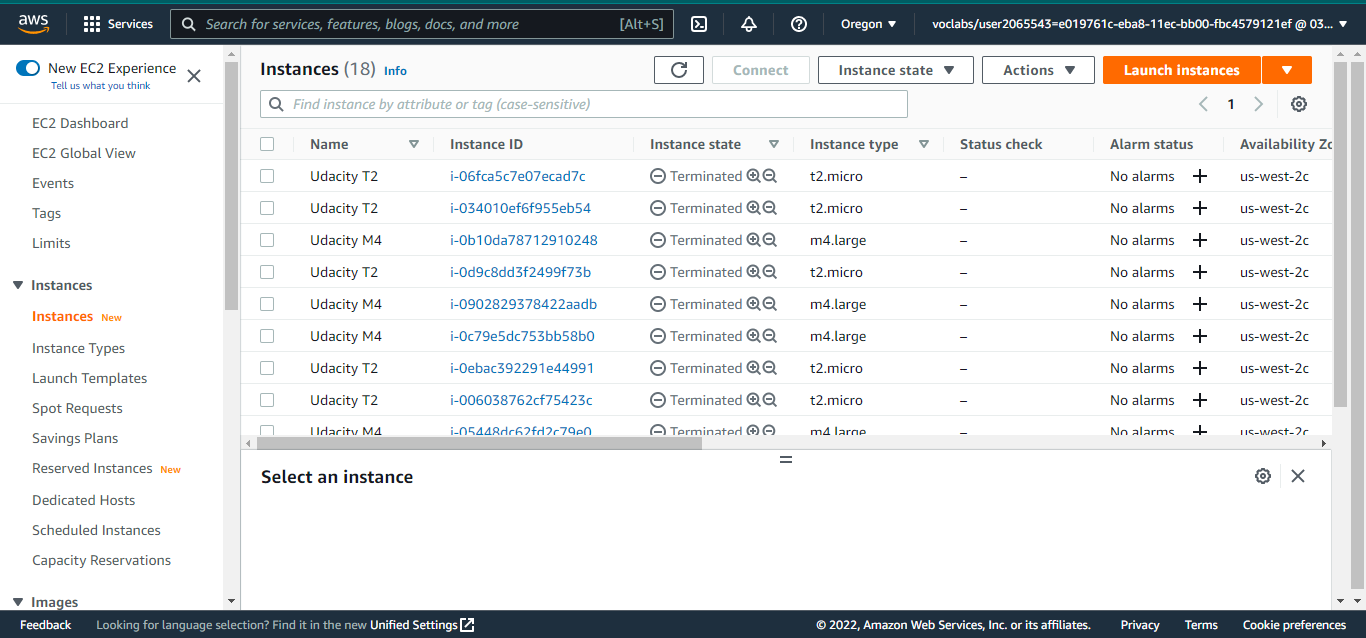 aws Services Search for services, features, blogs, docs, and more [Alt+S] Oregon voclabs/user2065543=e019761c-eba8-11ec-bb00-fbc4579121ef @ 03...
New EC2 Experience
Tell us what you think
EC2 Dashboard
EC2 Global View
Events
Tags
Limits
Instances
Instances New
Instance Types
Launch Templates
Spot Requests
Savings Plans
Reserved Instances New
Dedicated Hosts
Scheduled Instances
Capacity Reservations
Images
Instances (18) Info Connect Instance state Actions Launch instances
Find instance by attribute or tag (case-sensitive) 1
Name Instance ID Instance state Instance type Status check Alarm status Availability Zo
Udacity T2 i-06fca5c7e07ecad7c Terminated t2.micro – No alarms + us-west-2c
Udacity T2 i-034010ef6f955eb54 Terminated t2.micro – No alarms + us-west-2c
Udacity M4 i-0b10da78712910248 Terminated m4.large – No alarms + us-west-2c
Udacity T2 i-0d9c8dd3f2499f73b Terminated t2.micro – No alarms + us-west-2c
Udacity M4 i-0902829378422aadb Terminated m4.large – No alarms + us-west-2c
Udacity M4 i-0c79e5dc753bb58b0 Terminated m4.large – No alarms + us-west-2c
Udacity T2 i-0ebac392291e44991 Terminated t2.micro – No alarms + us-west-2c
Udacity T2 i-006038762cf75423c Terminated t2.micro – No alarms + us-west-2c
Udacity M4 i-05448dc62fd2c79e0 Terminated m4.large – No alarms + us-west-2c
Select an instance
Feedback Looking for language selection? Find it in the new Unified Settings © 2022, Amazon Web Services, Inc. or its affiliates. Privacy Terms Cookie preferences